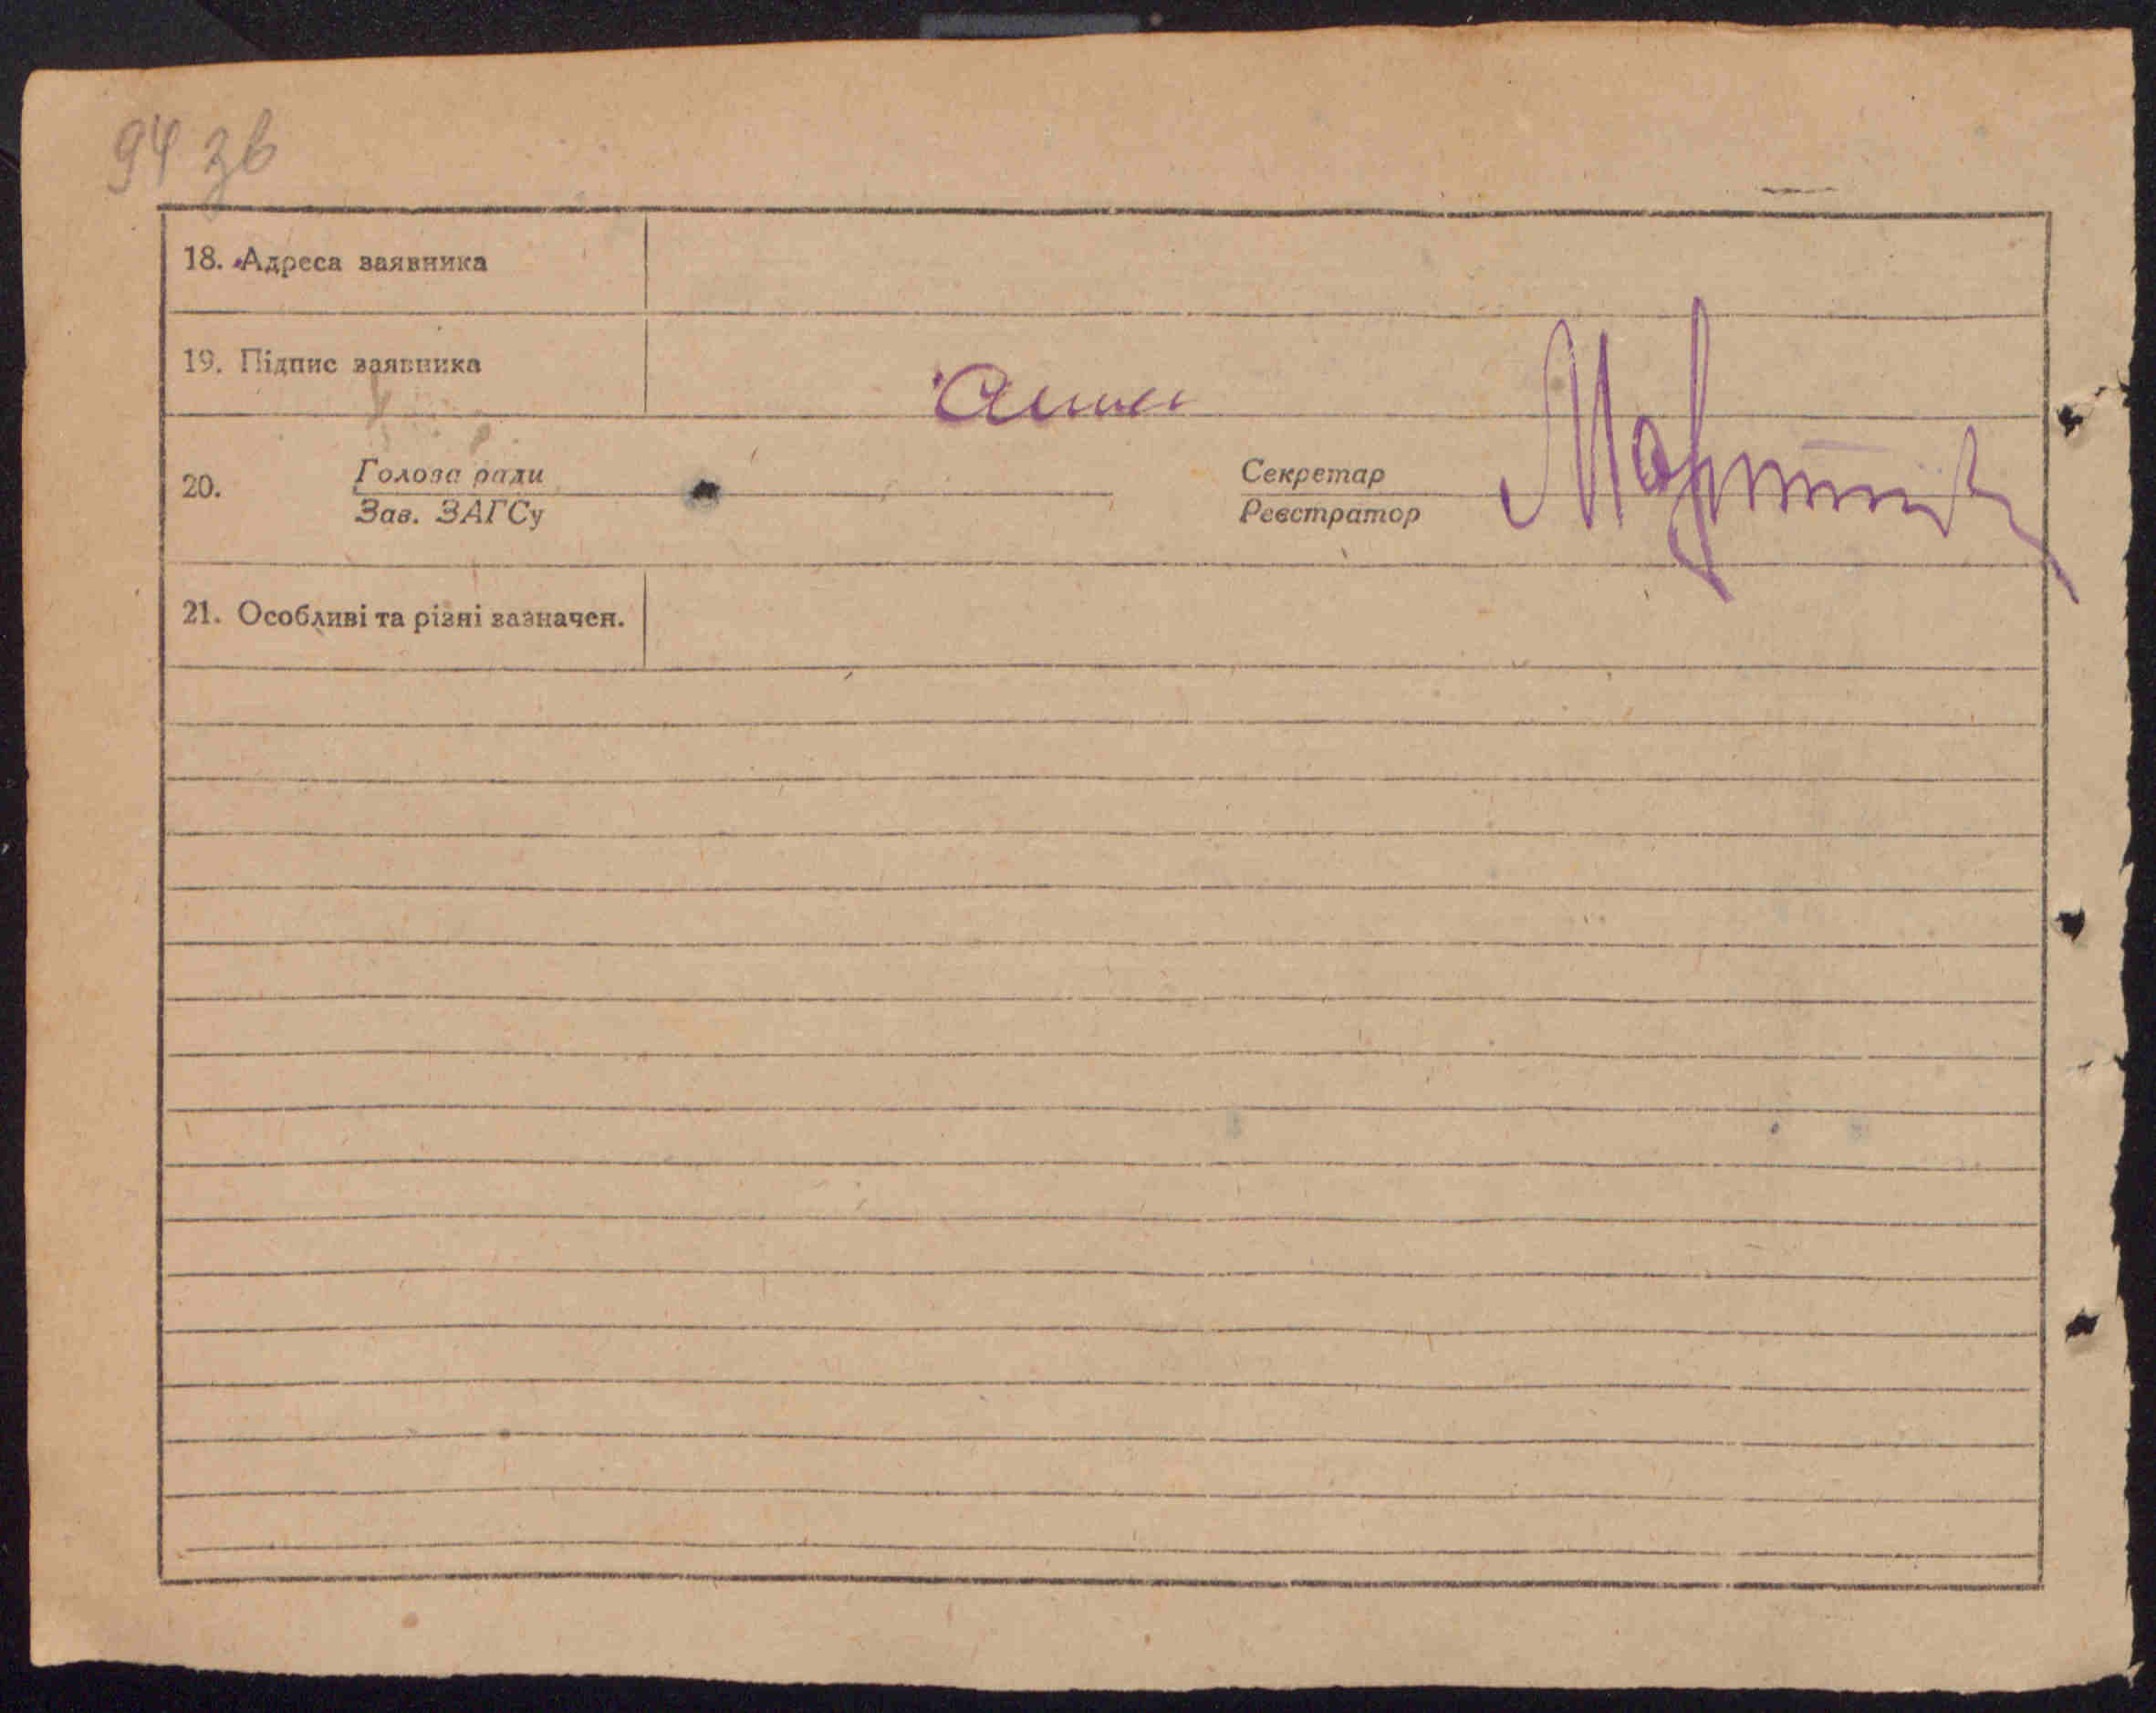 94 зв
18. Адреса заявника
19. Підпис заявника
20. Голова ради
Зав. ЗАГСу
Секретар
Реєстратор
21. Особливі та різні зазначен.